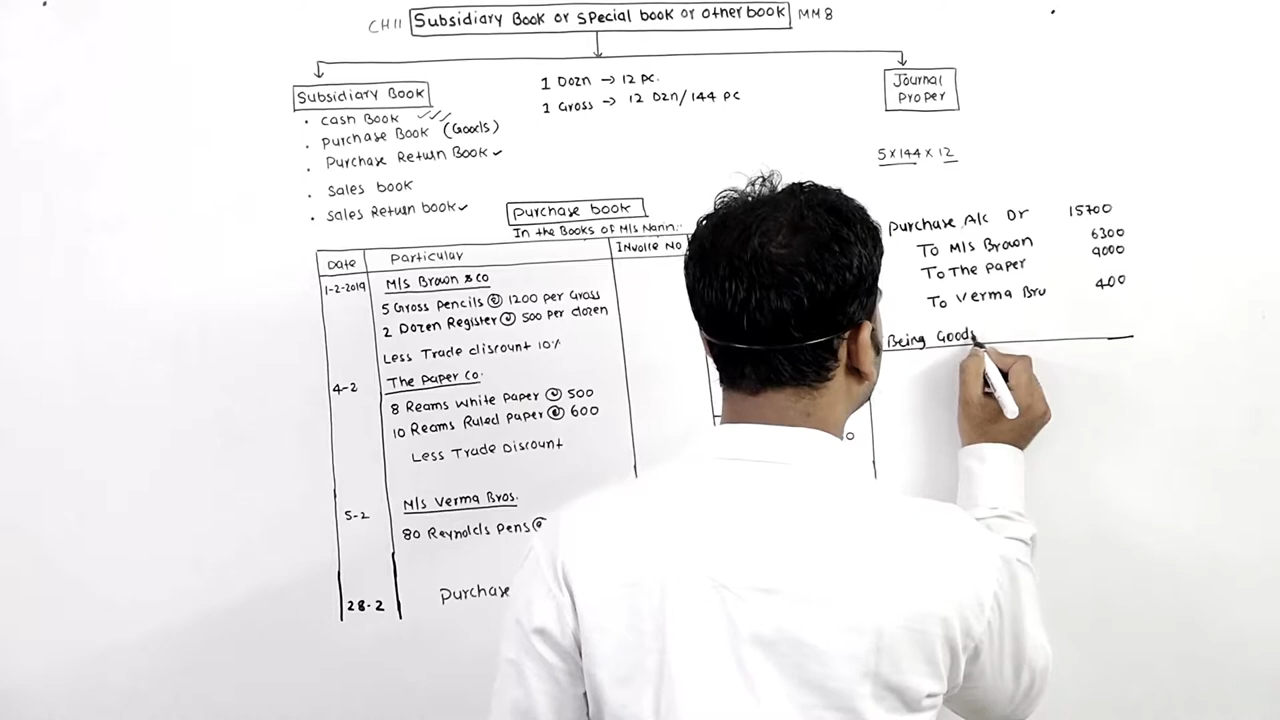 CH11 Subsidiary Book or special book or other book MM8
Subsidiary Book
• Cash Book
• Purchase Book (Goods)
• Purchase Return Book
• Sales book
• Sales Return book
1 Dozn → 12 pc.
1 Gross → 12 Dzn/144 pc
Journal
Proper
5 x 144 x 12
Purchase book
In the Books of M/s Narin.
Date Particular Invoice No
1-2-2019 M/s Brown & co
5 Gross pencils @ 1200 per Gross
2 Dozen Register @ 500 per dozen
Less Trade discount 10%
4-2 The paper co.
8 Reams white paper @ 500
10 Reams Ruled paper @ 600
Less Trade Discount
5-2 M/s Verma Bros.
80 Reynolds pens @
28-2 Purchase
Purchase A/c Dr 15700
To M/s Brown 6300
To The paper 9000
To Verma Bru 400
Being Goods